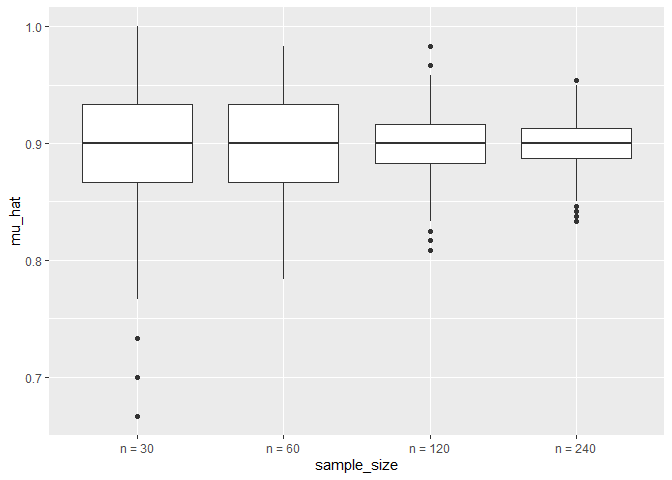 1.0
0.9
0.8
0.7
mu_hat
n = 30
n = 60
n = 120
n = 240
sample_size